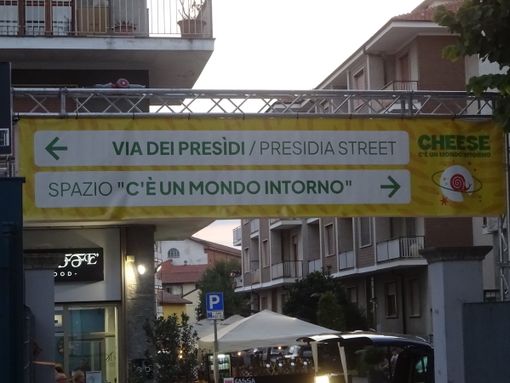 ← VIA DEI PRESÌDI / PRESIDIA STREET
SPAZIO "C'È UN MONDO INTORNO" →
CHEESE
C'È UN MONDO INTORNO
P